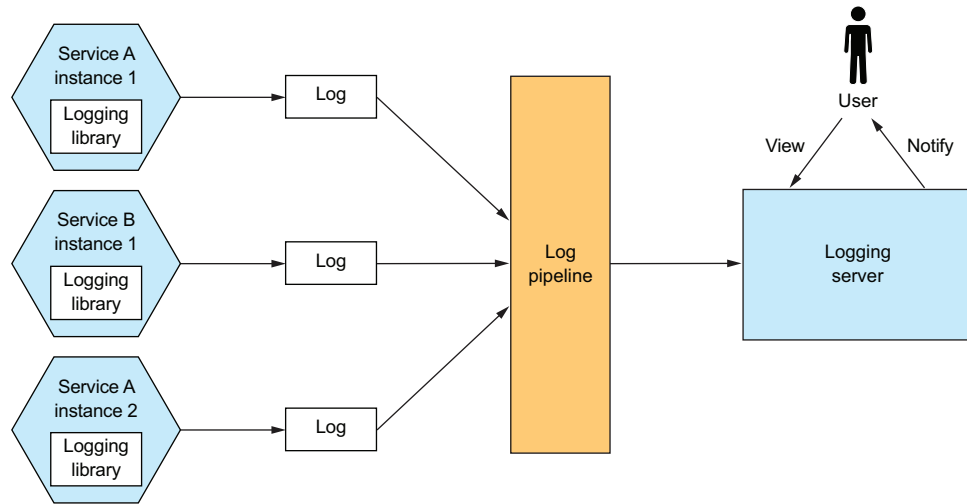 Service A
instance 1
Logging
library
Log
Service B
instance 1
Logging
library
Log
Service A
instance 2
Logging
library
Log
Log
pipeline
User
View
Notify
Logging
server